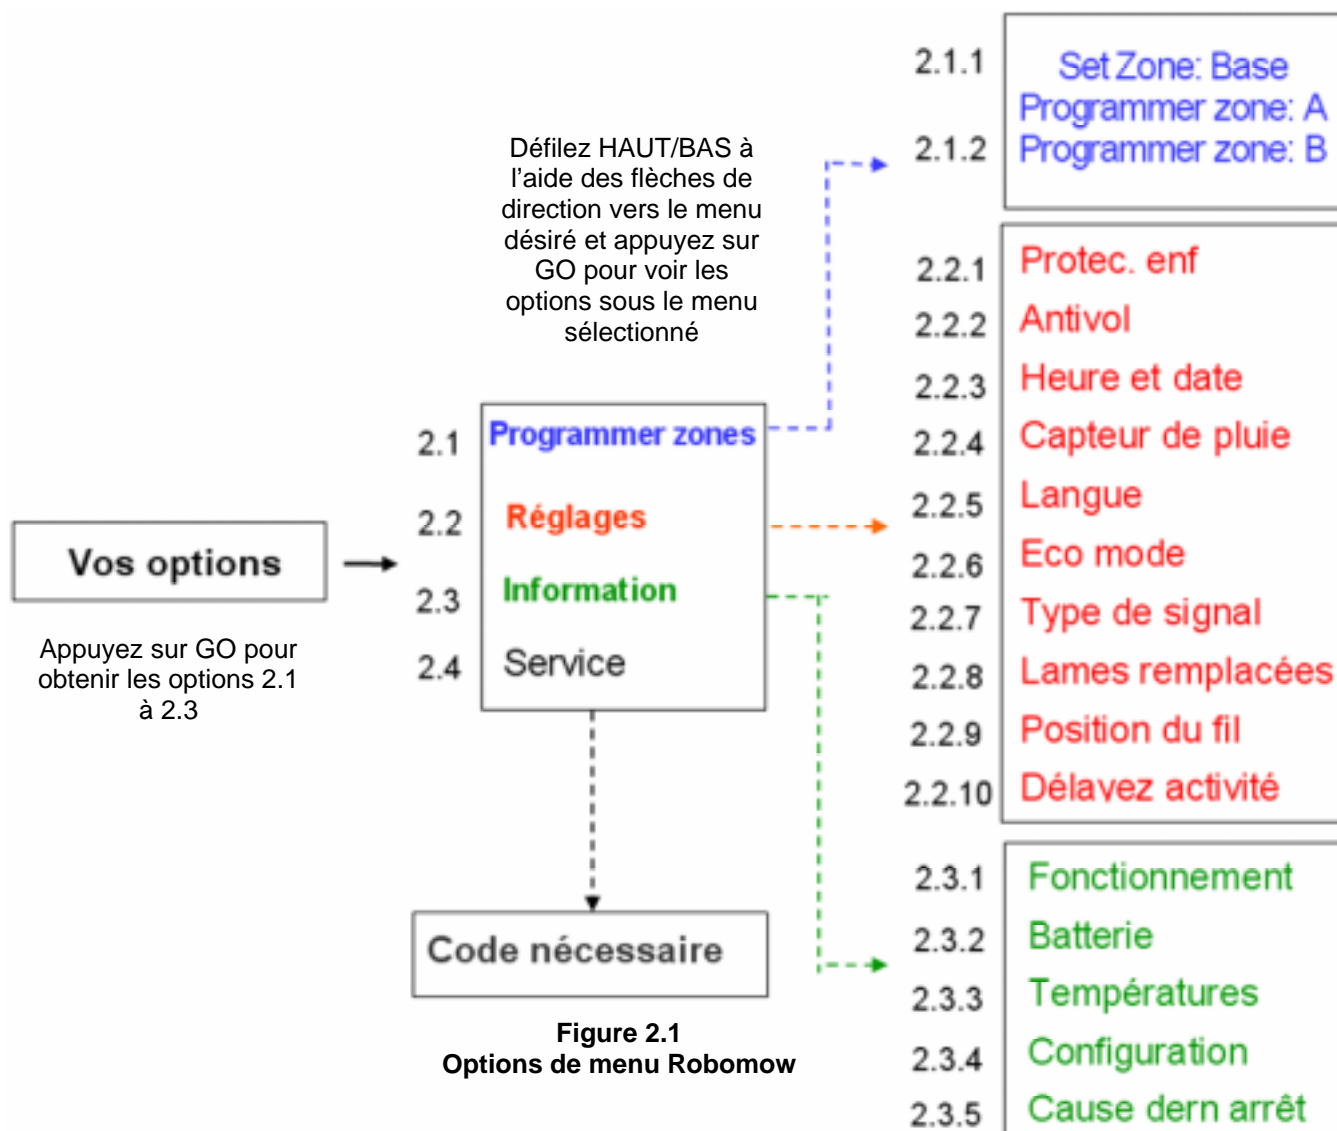 Vos options
Appuyez sur GO pour
obtenir les options 2.1
à 2.3
Défilez HAUT/BAS à
l’aide des flèches de
direction vers le menu
désiré et appuyez sur
GO pour voir les
options sous le menu
sélectionné
2.1 Programmer zones
2.2 Réglages
2.3 Information
2.4 Service
Code nécessaire
Figure 2.1
Options de menu Robomow
2.1.1 Set Zone: Base
Programmer zone: A
2.1.2 Programmer zone: B
2.2.1 Protec. enf
2.2.2 Antivol
2.2.3 Heure et date
2.2.4 Capteur de pluie
2.2.5 Langue
2.2.6 Eco mode
2.2.7 Type de signal
2.2.8 Lames remplacées
2.2.9 Position du fil
2.2.10 Délavez activité
2.3.1 Fonctionnement
2.3.2 Batterie
2.3.3 Températures
2.3.4 Configuration
2.3.5 Cause dern arrêt